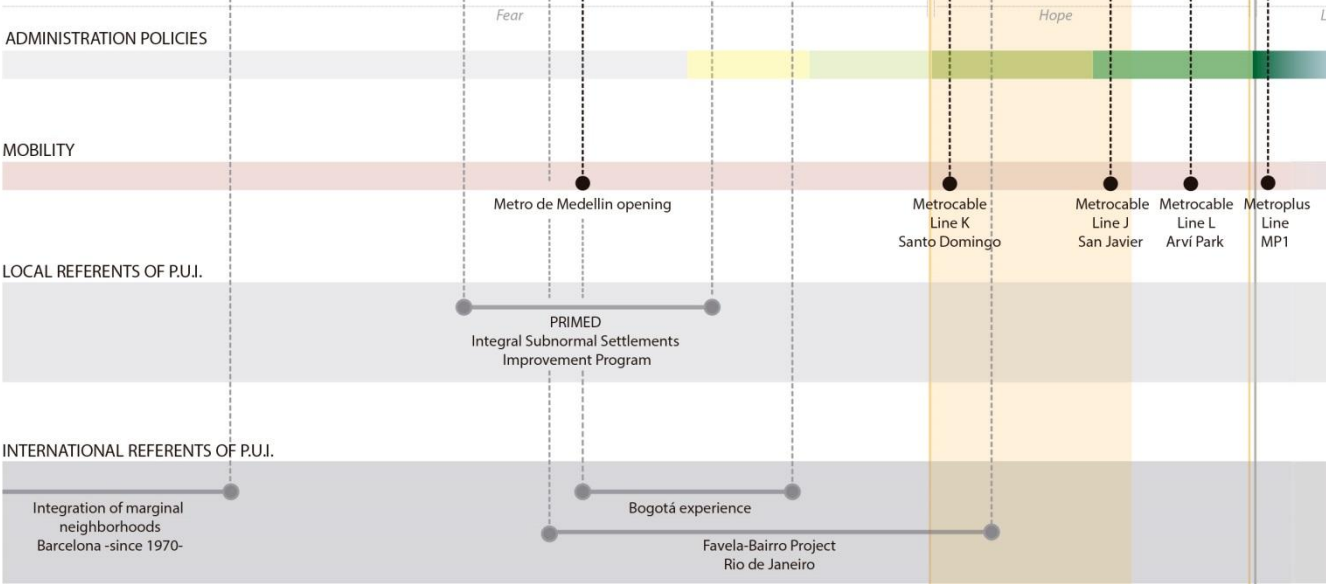 Fear
Hope
L
ADMINISTRATION POLICIES
MOBILITY
Metro de Medellin opening
Metrocable
Line K
Santo Domingo
Metrocable
Line J
San Javier
Metrocable
Line L
Arví Park
Metroplus
Line
MP1
LOCAL REFERENTS OF P.U.I.
PRIMED
Integral Subnormal Settlements
Improvement Program
INTERNATIONAL REFERENTS OF P.U.I.
Integration of marginal
neighborhoods
Barcelona -since 1970-
Bogotá experience
Favela-Bairro Project
Rio de Janeiro